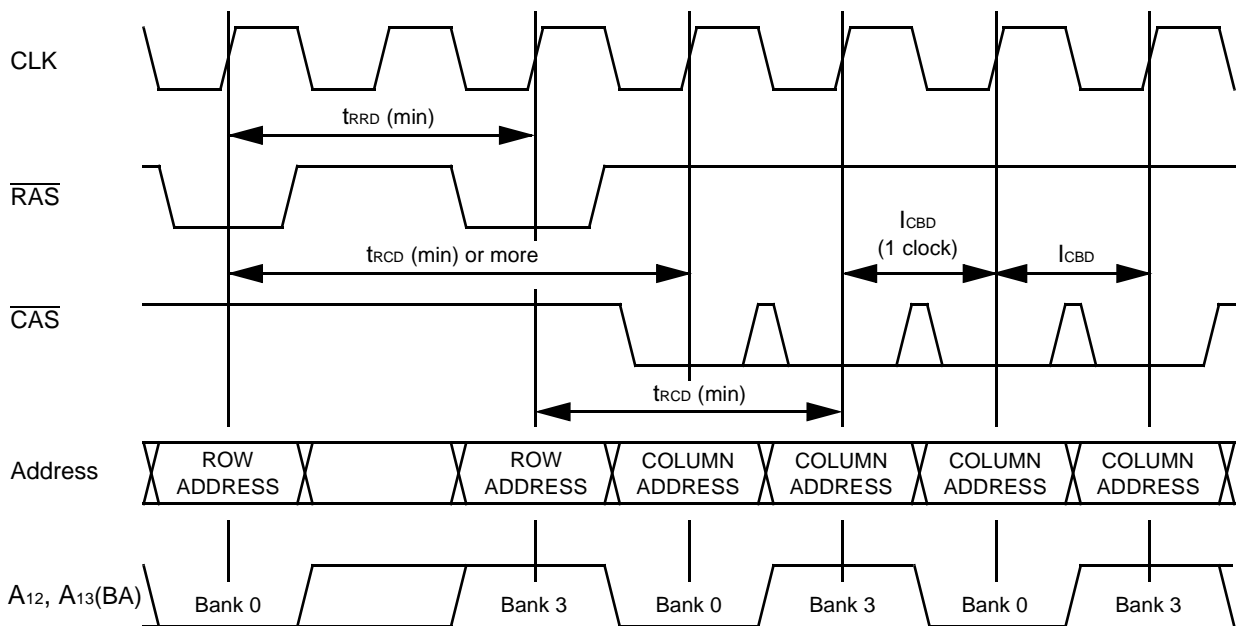 CLK
tRRD (min)
RAS
tRCD (min) or more
ICBD
(1 clock)
ICBD
CAS
tRCD (min)
Address
ROW
ADDRESS
ROW
ADDRESS
COLUMN
ADDRESS
COLUMN
ADDRESS
COLUMN
ADDRESS
COLUMN
ADDRESS
A12, A13(BA)
Bank 0
Bank 3
Bank 0
Bank 3
Bank 0
Bank 3